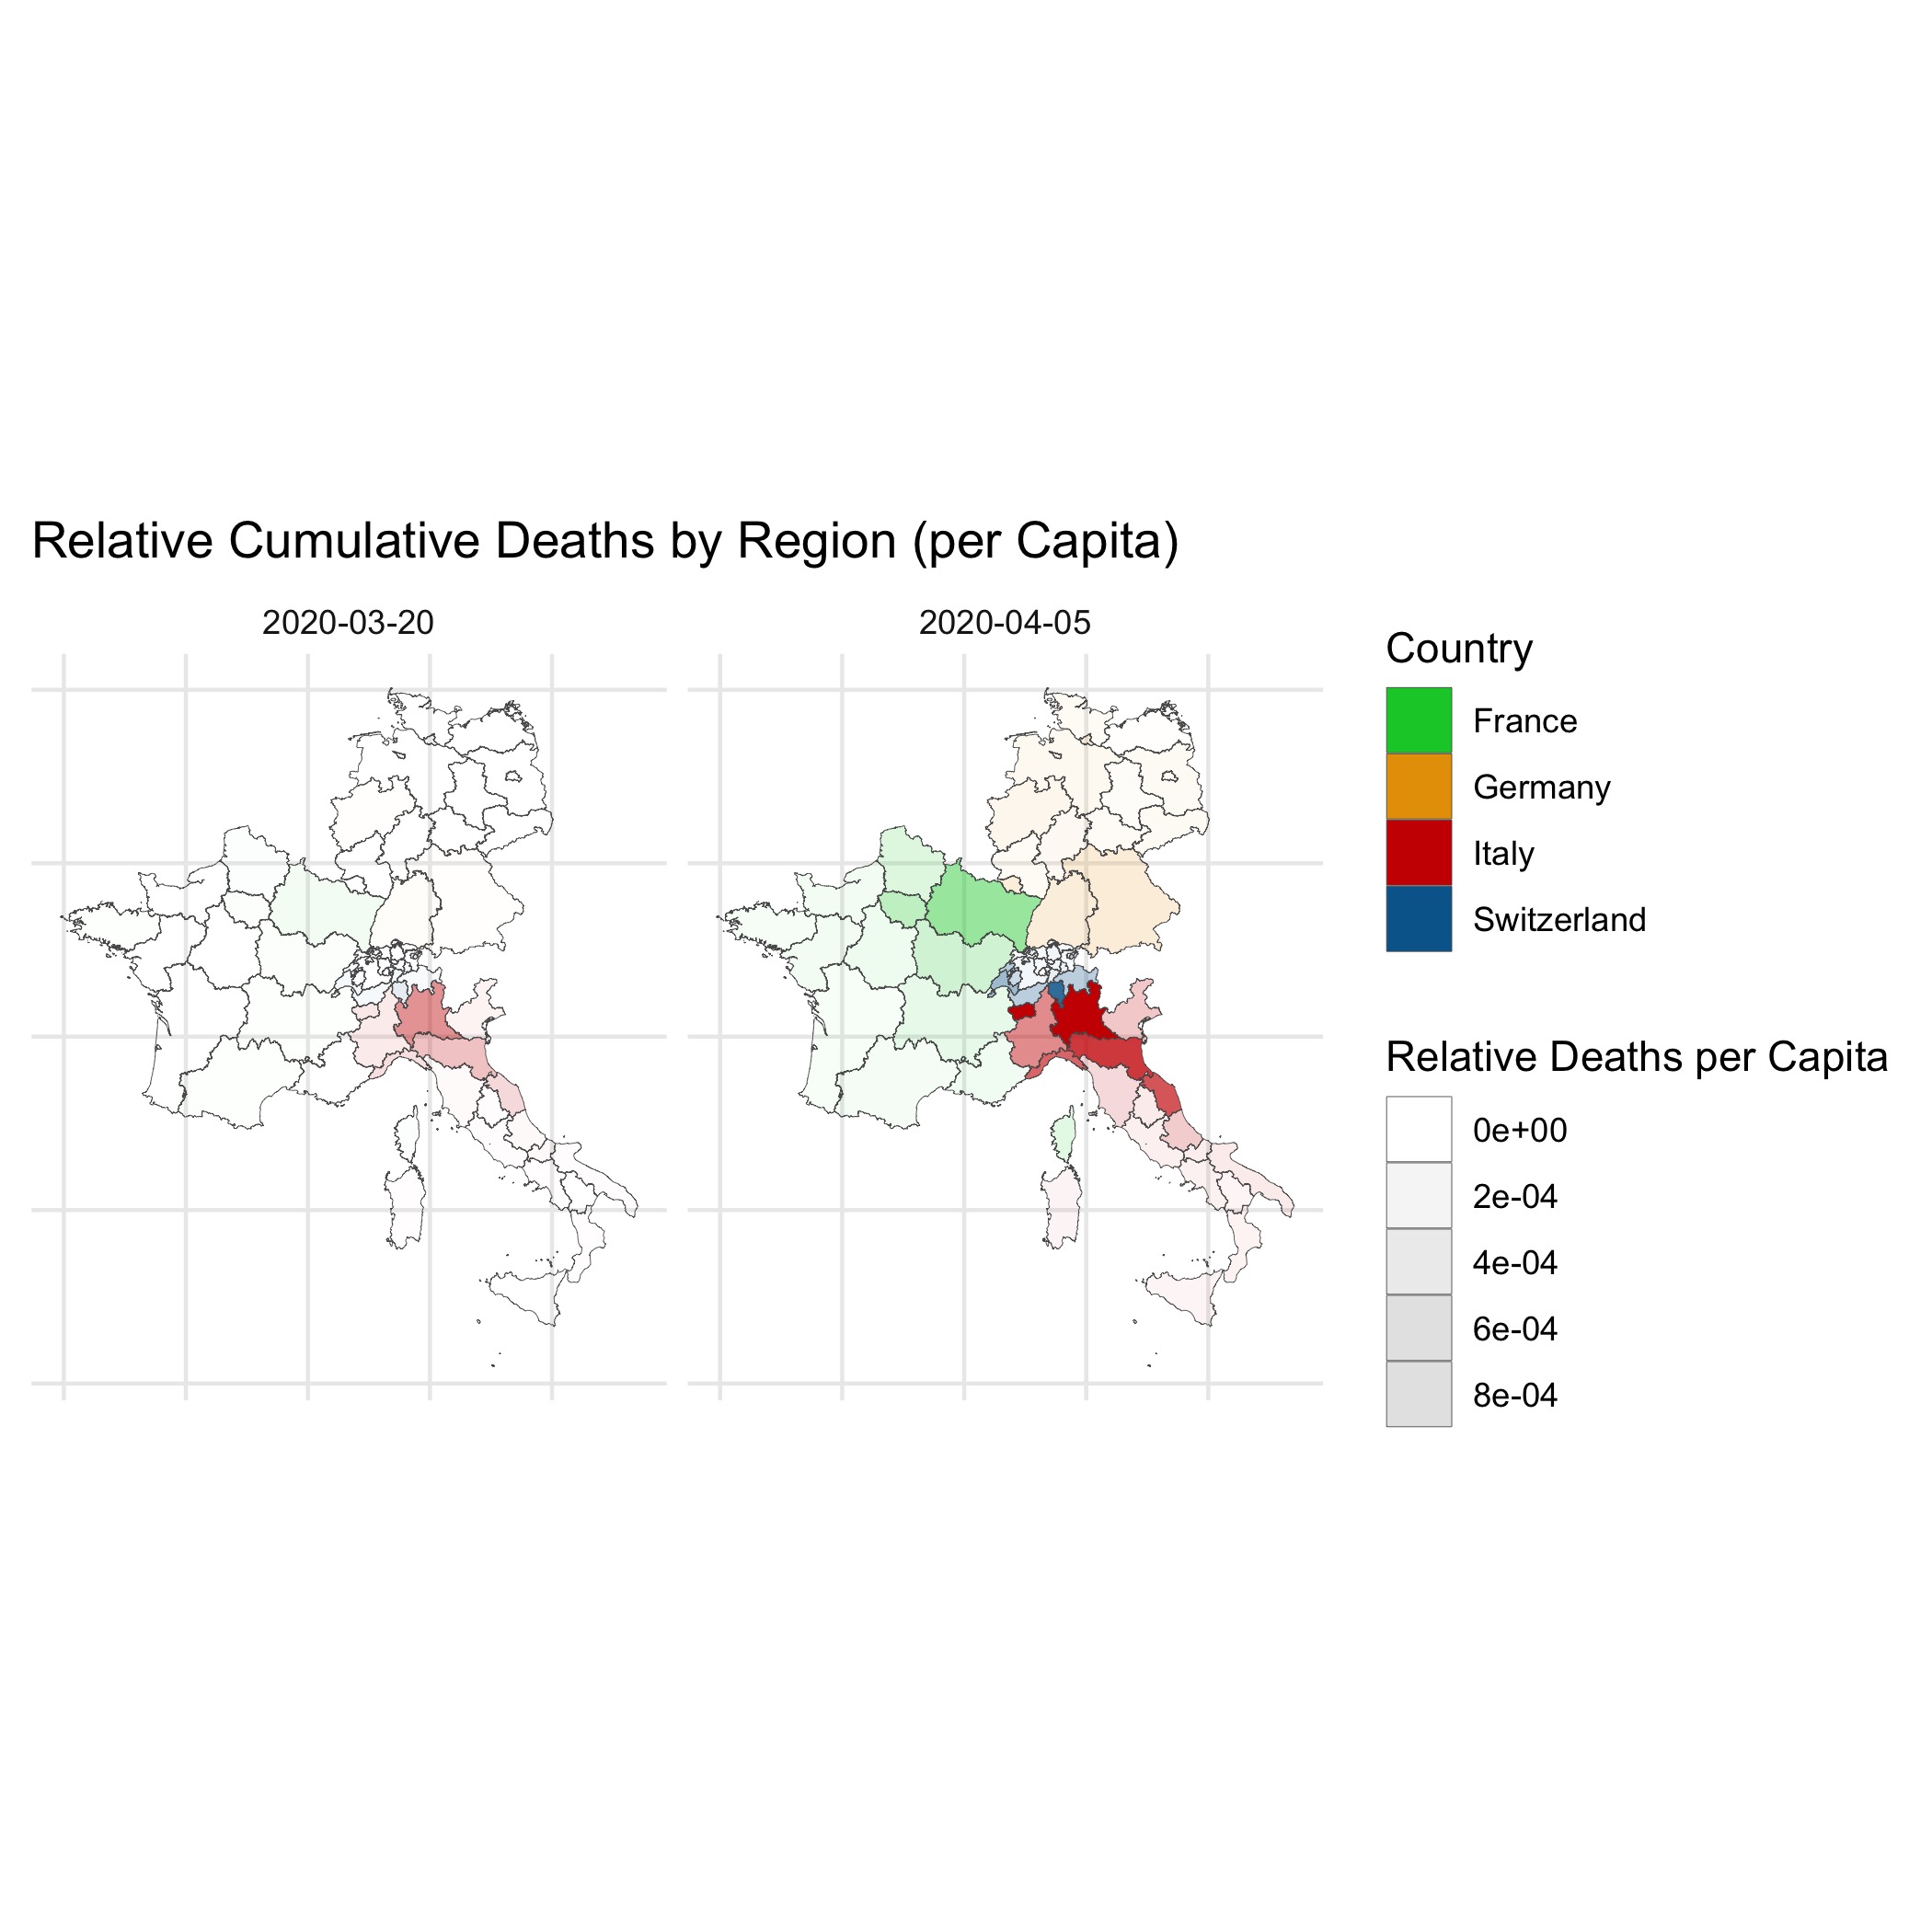 Relative Cumulative Deaths by Region (per Capita)
2020-03-20
2020-04-05
Country
France
Germany
Italy
Switzerland
Relative Deaths per Capita
0e+00
2e-04
4e-04
6e-04
8e-04